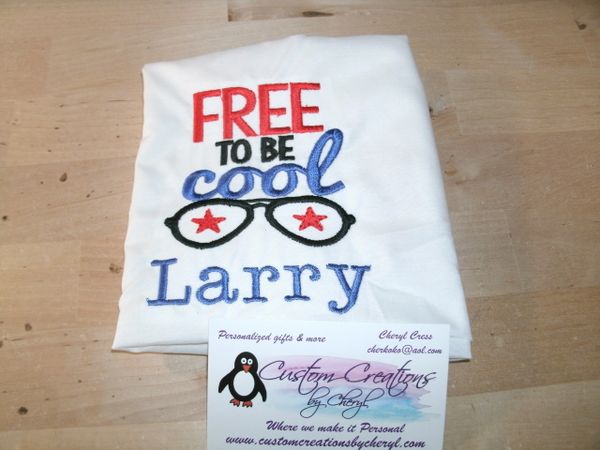 FREE
TO BE
cool
Larry
Personalized gifts & more
Cheryl Cress
cherkoko@aol.com
Custom Creations
by Cheryl
Where we make it Personal
www.customcreationsbycheryl.com